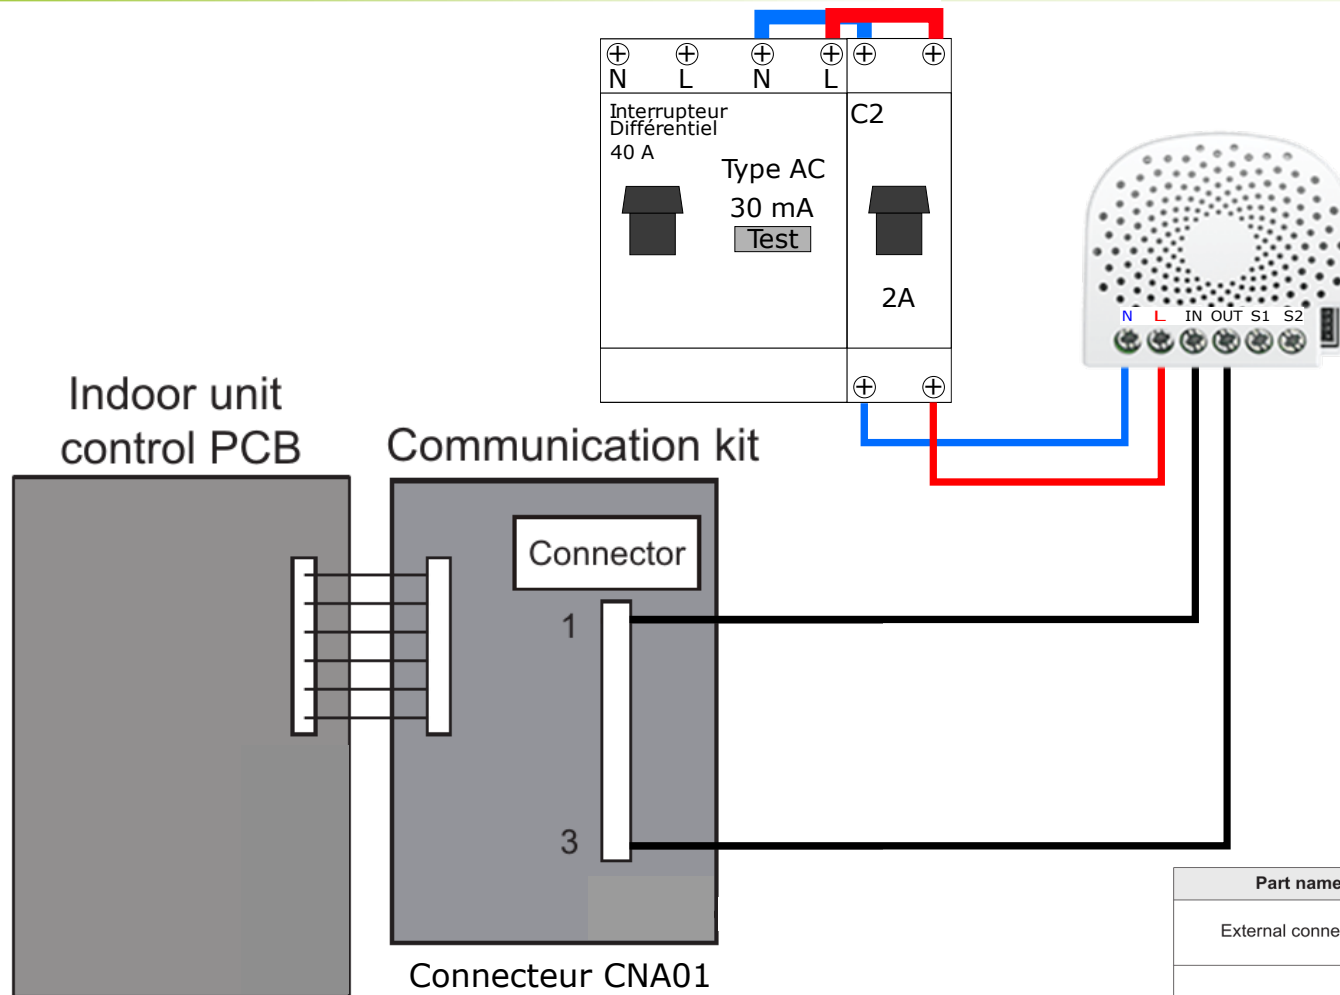 N L N L
Interrupteur
Différentiel
40 A
Type AC
30 mA
Test
C2
2A
N L IN OUT S1 S2
Indoor unit
control PCB
Communication kit
Connector
1
3
Connecteur CNA01
Part name
External conne